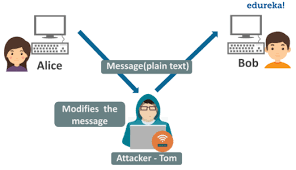 edureka!
Alice
Message(plain text)
Bob
Modifies the
message
Attacker - Tom